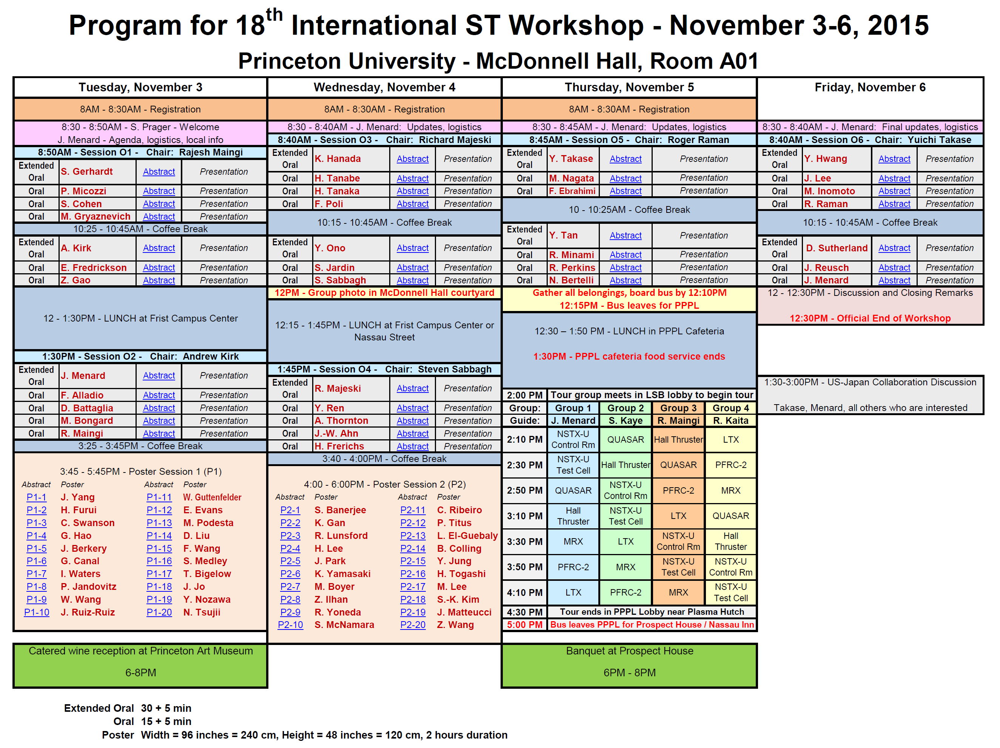 Program for 18th International ST Workshop - November 3-6, 2015
Princeton University - McDonnell Hall, Room A01
Tuesday, November 3
8AM - 8:30AM - Registration
8:30 - 8:50AM - S. Prager - Welcome
J. Menard - Agenda, logistics, local info
8:50AM - Session O1 - Chair: Rajesh Maingi
Extended Oral S. Gerhardt Abstract Presentation
Oral P. Micozzi Abstract Presentation
Oral S. Cohen Abstract Presentation
Oral M. Gryaznevich Abstract Presentation
10:25 - 10:45AM - Coffee Break
Extended Oral A. Kirk Abstract Presentation
Oral E. Fredrickson Abstract Presentation
Oral Z. Gao Abstract Presentation
12 - 1:30PM - LUNCH at Frist Campus Center
1:30PM - Session O2 - Chair: Andrew Kirk
Extended Oral J. Menard Abstract Presentation
Oral F. Alladio Abstract Presentation
Oral D. Battaglia Abstract Presentation
Oral M. Bongard Abstract Presentation
Oral R. Maingi Abstract Presentation
3:25 - 3:45PM - Coffee Break
3:45 - 5:45PM - Poster Session 1 (P1)
Abstract Poster Abstract Poster
P1-1 J. Yang P1-11 W. Guttenfelder
P1-2 H. Furui P1-12 E. Evans
P1-3 C. Swanson P1-13 M. Podesta
P1-4 G. Hao P1-14 D. Liu
P1-5 J. Berkery P1-15 F. Wang
P1-6 G. Canal P1-16 S. Medley
P1-7 I. Waters P1-17 T. Bigelow
P1-8 P. Jandovitz P1-18 J. Jo
P1-9 W. Wang P1-19 Y. Nozawa
P1-10 J. Ruiz-Ruiz P1-20 N. Tsujii
Catered wine reception at Princeton Art Museum
6-8PM
Wednesday, November 4
8AM - 8:30AM - Registration
8:30 - 8:40AM - J. Menard: Updates, logistics
8:40AM - Session O3 - Chair: Richard Majeski
Extended Oral K. Hanada Abstract Presentation
Oral H. Tanabe Abstract Presentation
Oral H. Tanaka Abstract Presentation
Oral F. Poli Abstract Presentation
10:15 - 10:45AM - Coffee Break
Extended Oral Y. Ono Abstract Presentation
Oral S. Jardin Abstract Presentation
Oral S. Sabbagh Abstract Presentation
12PM - Group photo in McDonnell Hall courtyard
12:15 - 1:45PM - LUNCH at Frist Campus Center or
Nassau Street
1:45PM - Session O4 - Chair: Steven Sabbagh
Extended Oral R. Majeski Abstract Presentation
Oral Y. Ren Abstract Presentation
Oral A. Thornton Abstract Presentation
Oral J.-W. Ahn Abstract Presentation
Oral H. Frerichs Abstract Presentation
3:40 - 4:00PM - Coffee Break
4:00 - 6:00PM - Poster Session 2 (P2)
Abstract Poster Abstract Poster
P2-1 S. Banerjee P2-11 C. Ribeiro
P2-2 K. Gan P2-12 P. Titus
P2-3 R. Lunsford P2-13 L. El-Guebaly
P2-4 H. Lee P2-14 B. Colling
P2-5 J. Park P2-15 Y. Jung
P2-6 K. Yamasaki P2-16 H. Togashi
P2-7 M. Boyer P2-17 M. Lee
P2-8 Z. Ilhan P2-18 S.-K. Kim
P2-9 R. Yoneda P2-19 J. Matteucci
P2-10 S. McNamara P2-20 Z. Wang
Thursday, November 5
8AM - 8:30AM - Registration
8:30 - 8:45AM - J. Menard: Updates, logistics
8:45AM - Session O5 - Chair: Roger Raman
Extended Oral Y. Takase Abstract Presentation
Oral M. Nagata Abstract Presentation
Oral F. Ebrahimi Abstract Presentation
10 - 10:25AM - Coffee Break
Extended Oral Y. Tan Abstract Presentation
Oral R. Minami Abstract Presentation
Oral R. Perkins Abstract Presentation
Oral N. Bertelli Abstract Presentation
Gather all belongings, board bus by 12:10PM
12:15PM - Bus leaves for PPPL
12:30 – 1:50 PM - LUNCH in PPPL Cafeteria
1:30PM - PPPL cafeteria food service ends
2:00 PM Tour group meets in LSB lobby to begin tour
Group: Group 1 Group 2 Group 3 Group 4
Guide: J. Menard S. Kaye R. Maingi R. Kaita
2:10 PM NSTX-U Control Rm QUASAR Hall Thruster LTX
2:30 PM NSTX-U Test Cell Hall Thruster QUASAR PFRC-2
2:50 PM QUASAR NSTX-U Control Rm PFRC-2 MRX
3:10 PM Hall Thruster NSTX-U Test Cell LTX QUASAR
3:30 PM MRX LTX NSTX-U Control Rm Hall Thruster
3:50 PM PFRC-2 MRX NSTX-U Test Cell NSTX-U Control Rm
4:10 PM LTX PFRC-2 MRX NSTX-U Test Cell
4:30 PM Tour ends in PPPL Lobby near Plasma Hutch
5:00 PM Bus leaves PPPL for Prospect House / Nassau Inn
Banquet at Prospect House
6PM - 8PM
Friday, November 6
8:30 - 8:40AM - J. Menard: Final updates, logistics
8:40AM - Session O6 - Chair: Yuichi Takase
Extended Oral Y. Hwang Abstract Presentation
Oral J. Lee Abstract Presentation
Oral M. Inomoto Abstract Presentation
Oral R. Raman Abstract Presentation
10:15 - 10:45AM - Coffee Break
Extended Oral D. Sutherland Abstract Presentation
Oral J. Reusch Abstract Presentation
Oral J. Menard Abstract Presentation
12 - 12:30PM - Discussion and Closing Remarks
12:30PM - Official End of Workshop
1:30-3:00PM - US-Japan Collaboration Discussion
Takase, Menard, all others who are interested
Extended Oral 30 + 5 min
Oral 15 + 5 min
Poster Width = 96 inches = 240 cm, Height = 48 inches = 120 cm, 2 hours duration